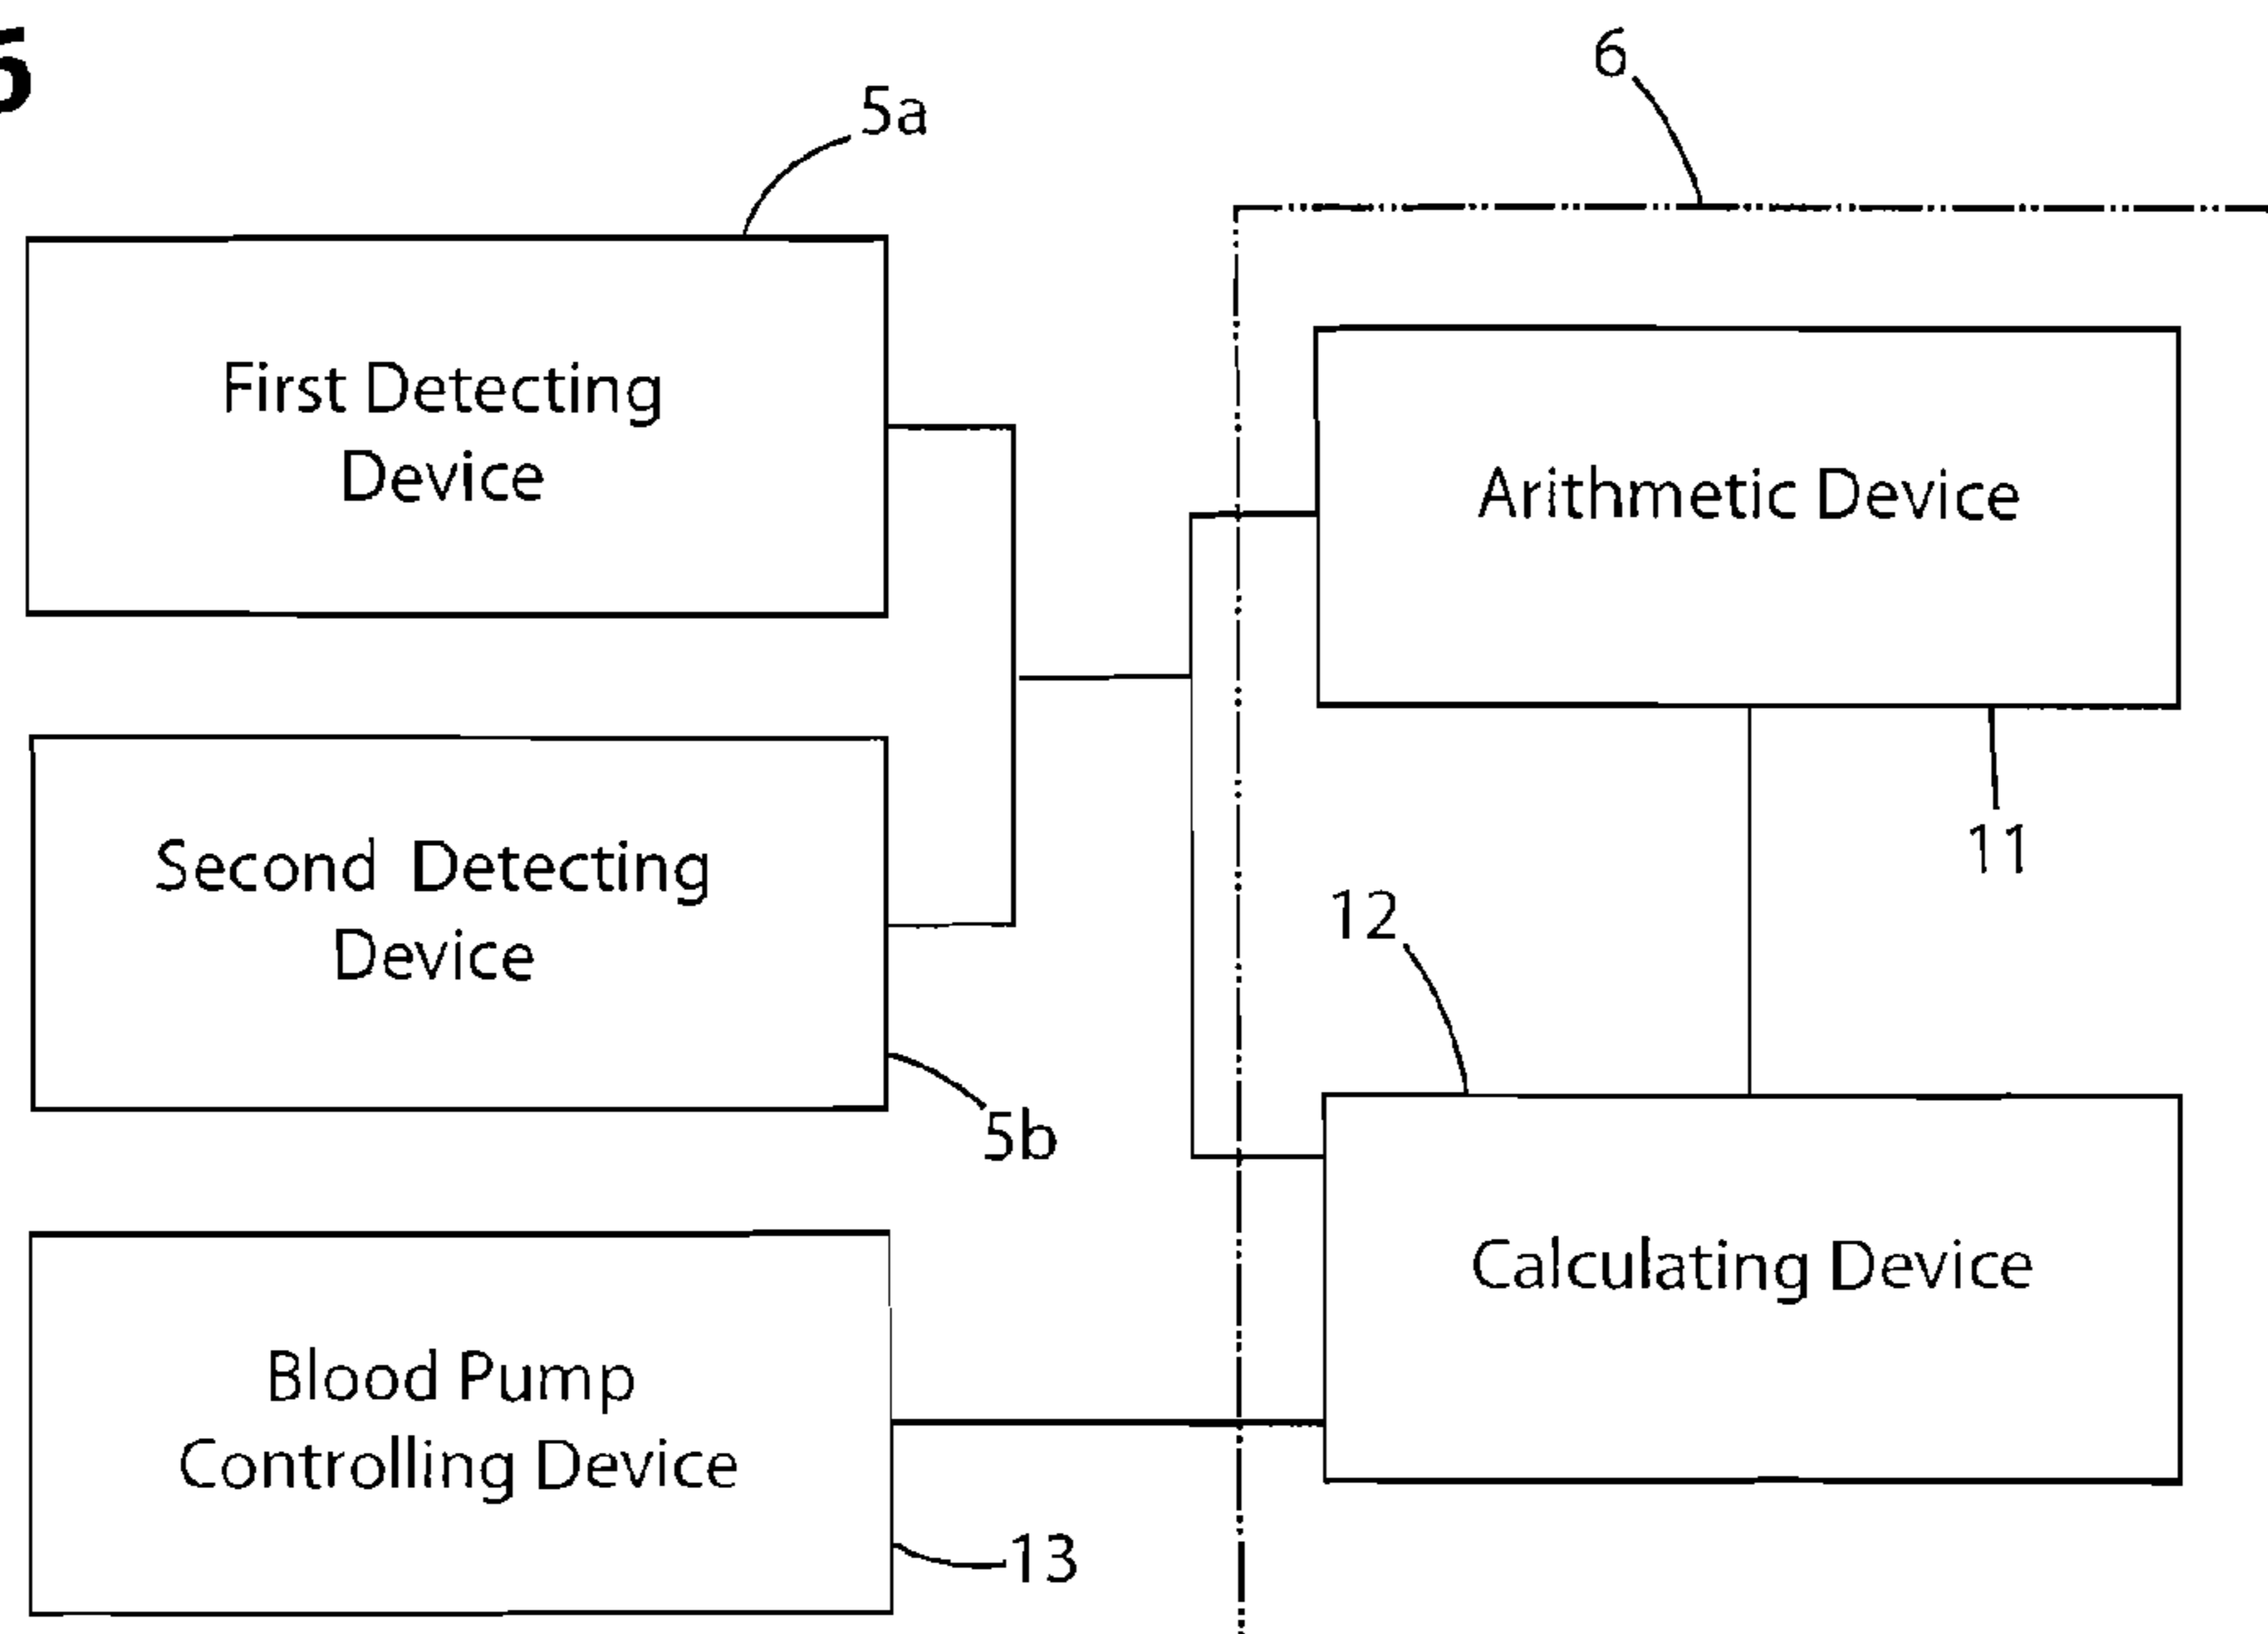 5
6
5a
First Detecting
Device
Arithmetic Device
11
Second Detecting
Device
5b
12
Calculating Device
Blood Pump
Controlling Device
13